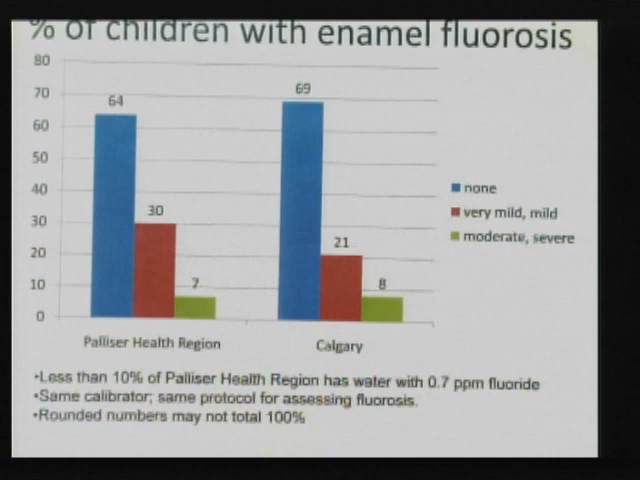 % of children with enamel fluorosis
80
70
60
50
40
30
20
10
0
64
30
7
69
21
8
none
very mild, mild
moderate, severe
Palliser Health Region
Calgary
•Less than 10% of Palliser Health Region has water with 0.7 ppm fluoride
•Same calibrator; same protocol for assessing fluorosis.
•Rounded numbers may not total 100%